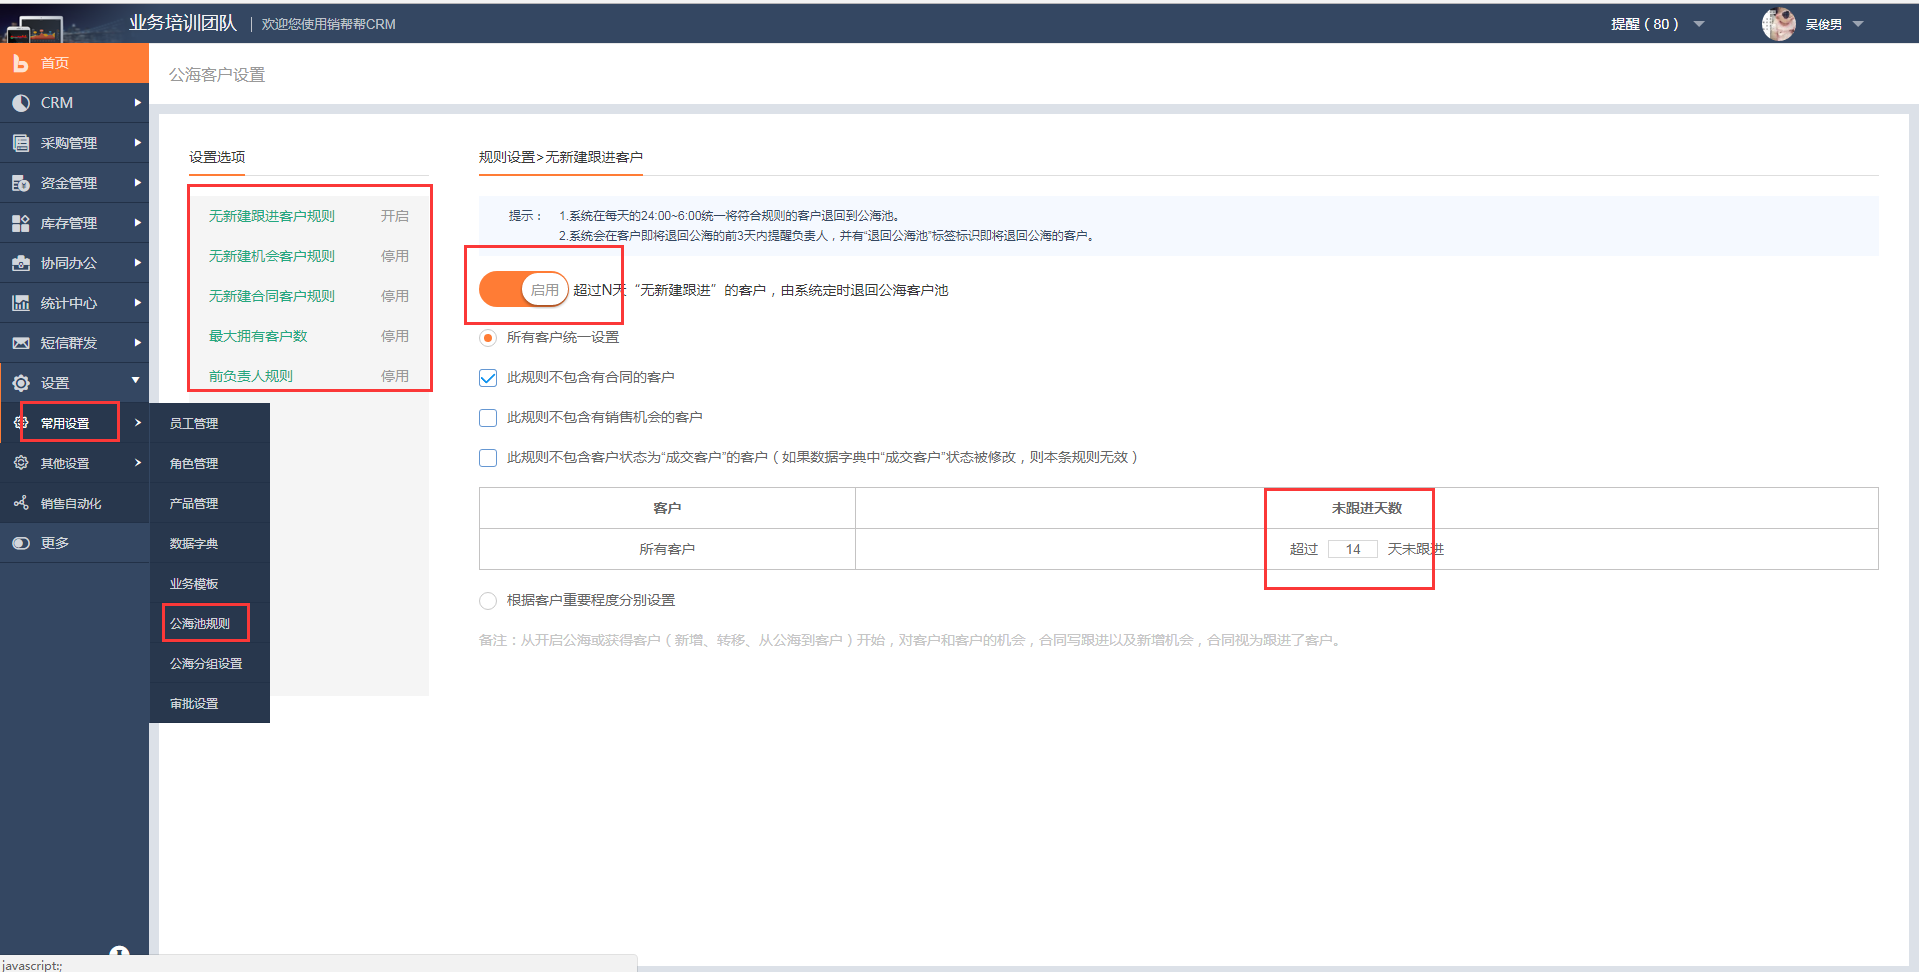 业务培训团队 | 欢迎您使用销帮帮CRM
提醒 ( 80 )
吴俊男
首页
CRM
采购管理
资金管理
库存管理
协同办公
统计中心
短信群发
设置
常用设置
其他设置
销售自动化
更多
员工管理
角色管理
产品管理
数据字典
业务模板
公海池规则
公海分组设置
审批设置
公海客户设置
设置选项
无新建跟进客户规则 开启
无新建机会客户规则 停用
无新建合同客户规则 停用
最大拥有客户数 停用
前负责人规则 停用
规则设置>无新建跟进客户
提示： 1.系统在每天的24:00~6:00统一将符合规则的客户退回到公海池。
2.系统会在客户即将退回公海的前3天内提醒负责人，并有“退回公海池”标签标识即将退回公海的客户。
启用 超过N天“无新建跟进”的客户，由系统定时退回公海客户池
所有客户统一设置
此规则不包含有合同的客户
此规则不包含有销售机会的客户
此规则不包含客户状态为“成交客户”的客户（如果数据字典中“成交客户”状态被修改，则本条规则无效）
客户 未跟进天数
所有客户 超过 14 天未跟进
根据客户重要程度分别设置
备注：从开启公海或获得客户（新增、转移、从公海到客户）开始，对客户和客户的机会，合同写跟进以及新增机会，合同视为跟进了客户。
javascript:;